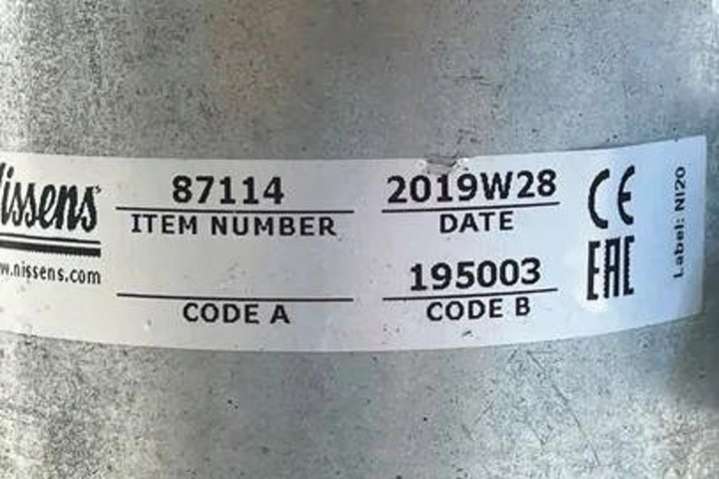 Nissens
www.nissens.com
87114
ITEM NUMBER
2019W28
DATE
CODE A
195003
CODE B
CE
EAC
Label: NI20